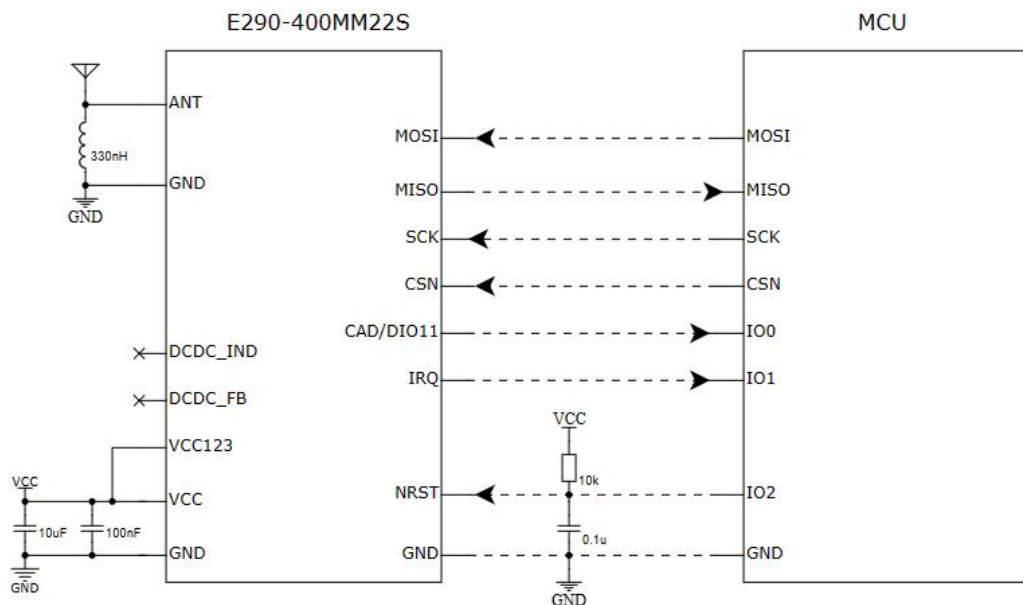 E290-400MM22S
MCU
ANT
330nH
GND
GND
MOSI
MOSI
MISO
MISO
SCK
SCK
CSN
CSN
CAD/DIO11
IO0
DCDC_IND
IRQ
IO1
DCDC_FB
VCC
VCC123
10k
VCC
VCC
NRST
IO2
10uF
100nF
0.1u
GND
GND
GND
GND
GND